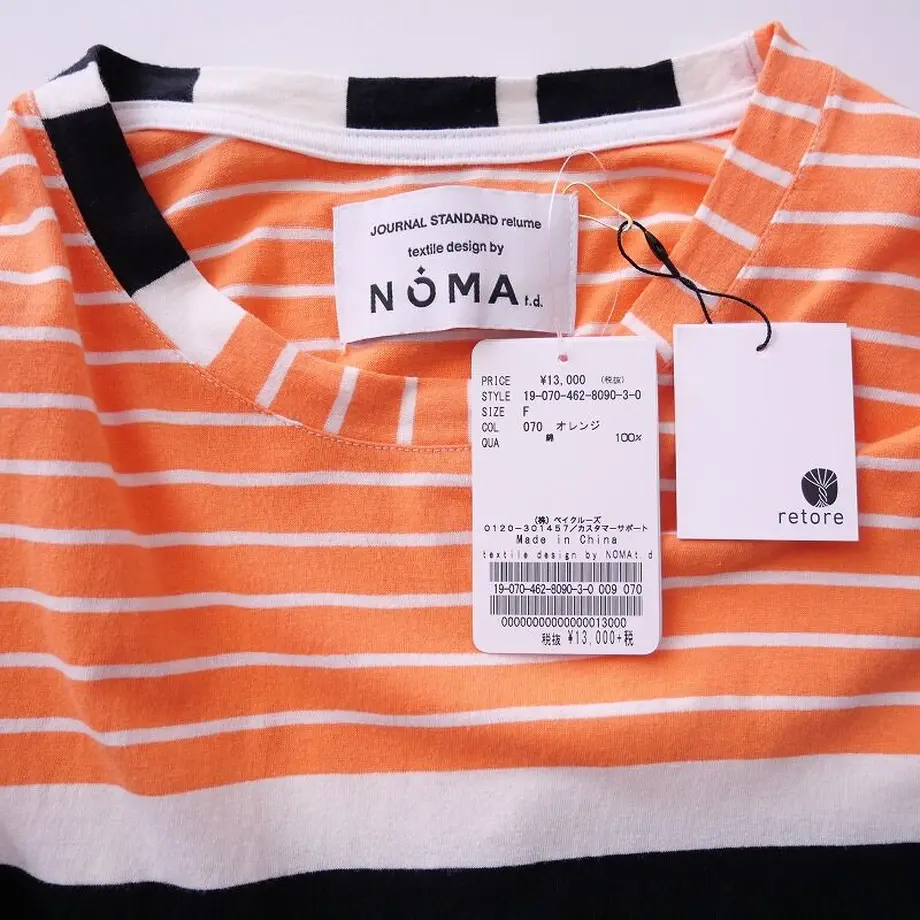 JOURNAL STANDARD relume
textile design by
NOMA t.d.
PRICE ¥13,000 (税抜)
STYLE 19-070-462-8090-3-0
SIZE F
COL 070 オレンジ
QUA 綿 100%
(株)ベイクルーズ
0120-301457/カスタマーサポート
Made in China
textile design by NOMAt.d
19-070-462-8090-3-0 009 070
00000000000000013000
税抜 ¥13,000+税
retore